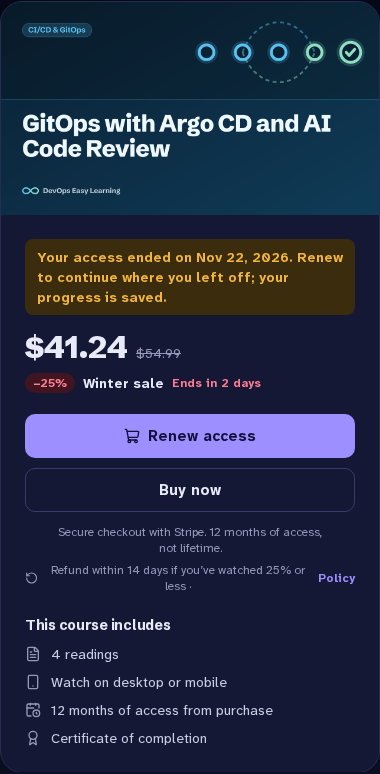 CI/CD & GitOps
GitOps with Argo CD and AI
Code Review
DevOps Easy Learning
Your access ended on Nov 22, 2026. Renew
to continue where you left off; your
progress is saved.
$41.24 $54.99
−25% Winter sale Ends in 2 days
Renew access
Buy now
Secure checkout with Stripe. 12 months of access,
not lifetime.
Refund within 14 days if you've watched 25% or
less · Policy
This course includes
4 readings
Watch on desktop or mobile
12 months of access from purchase
Certificate of completion